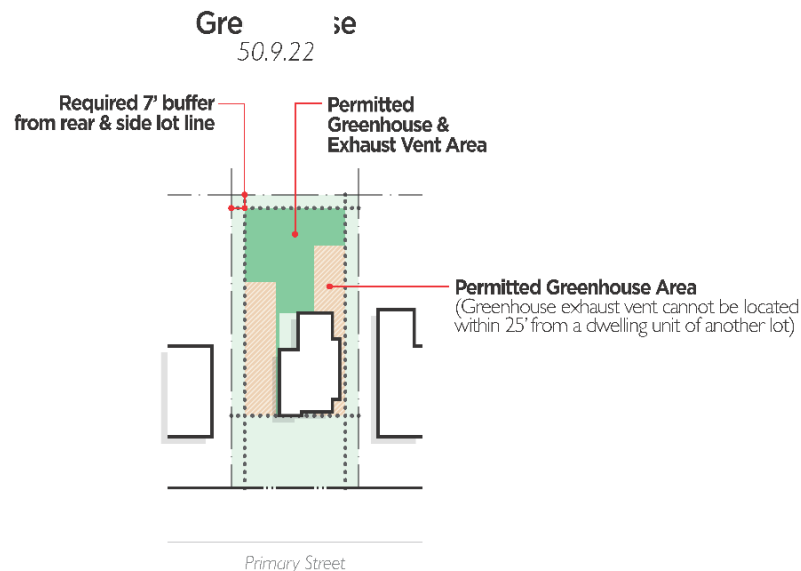 Gre se
50.9.22
Required 7' buffer
from rear & side lot line
Permitted
Greenhouse &
Exhaust Vent Area
Permitted Greenhouse Area
(Greenhouse exhaust vent cannot be located
within 25' from a dwelling unit of another lot)
Primary Street